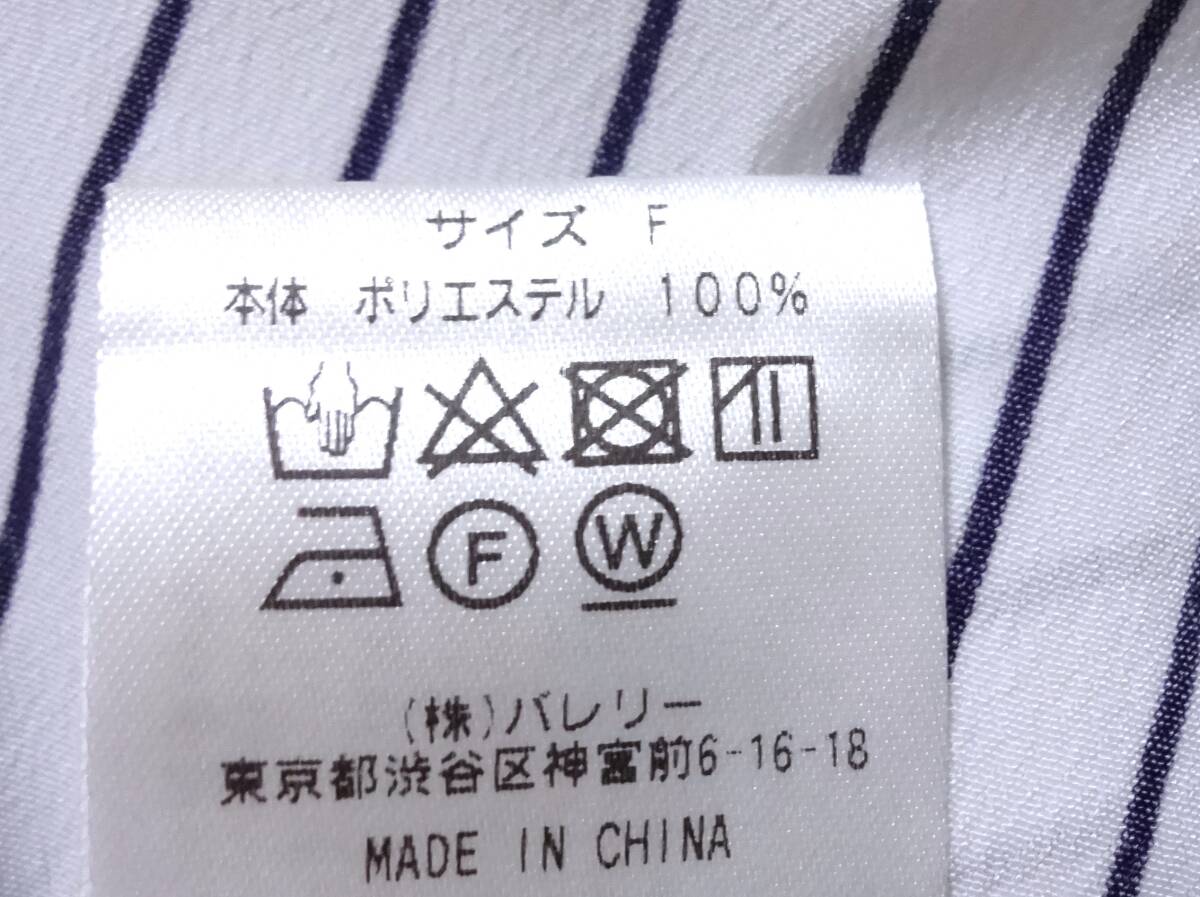 サイズ F
本体 ポリエステル 100%
F W
(株)バレリー
東京都渋谷区神宮前6-16-18
MADE IN CHINA